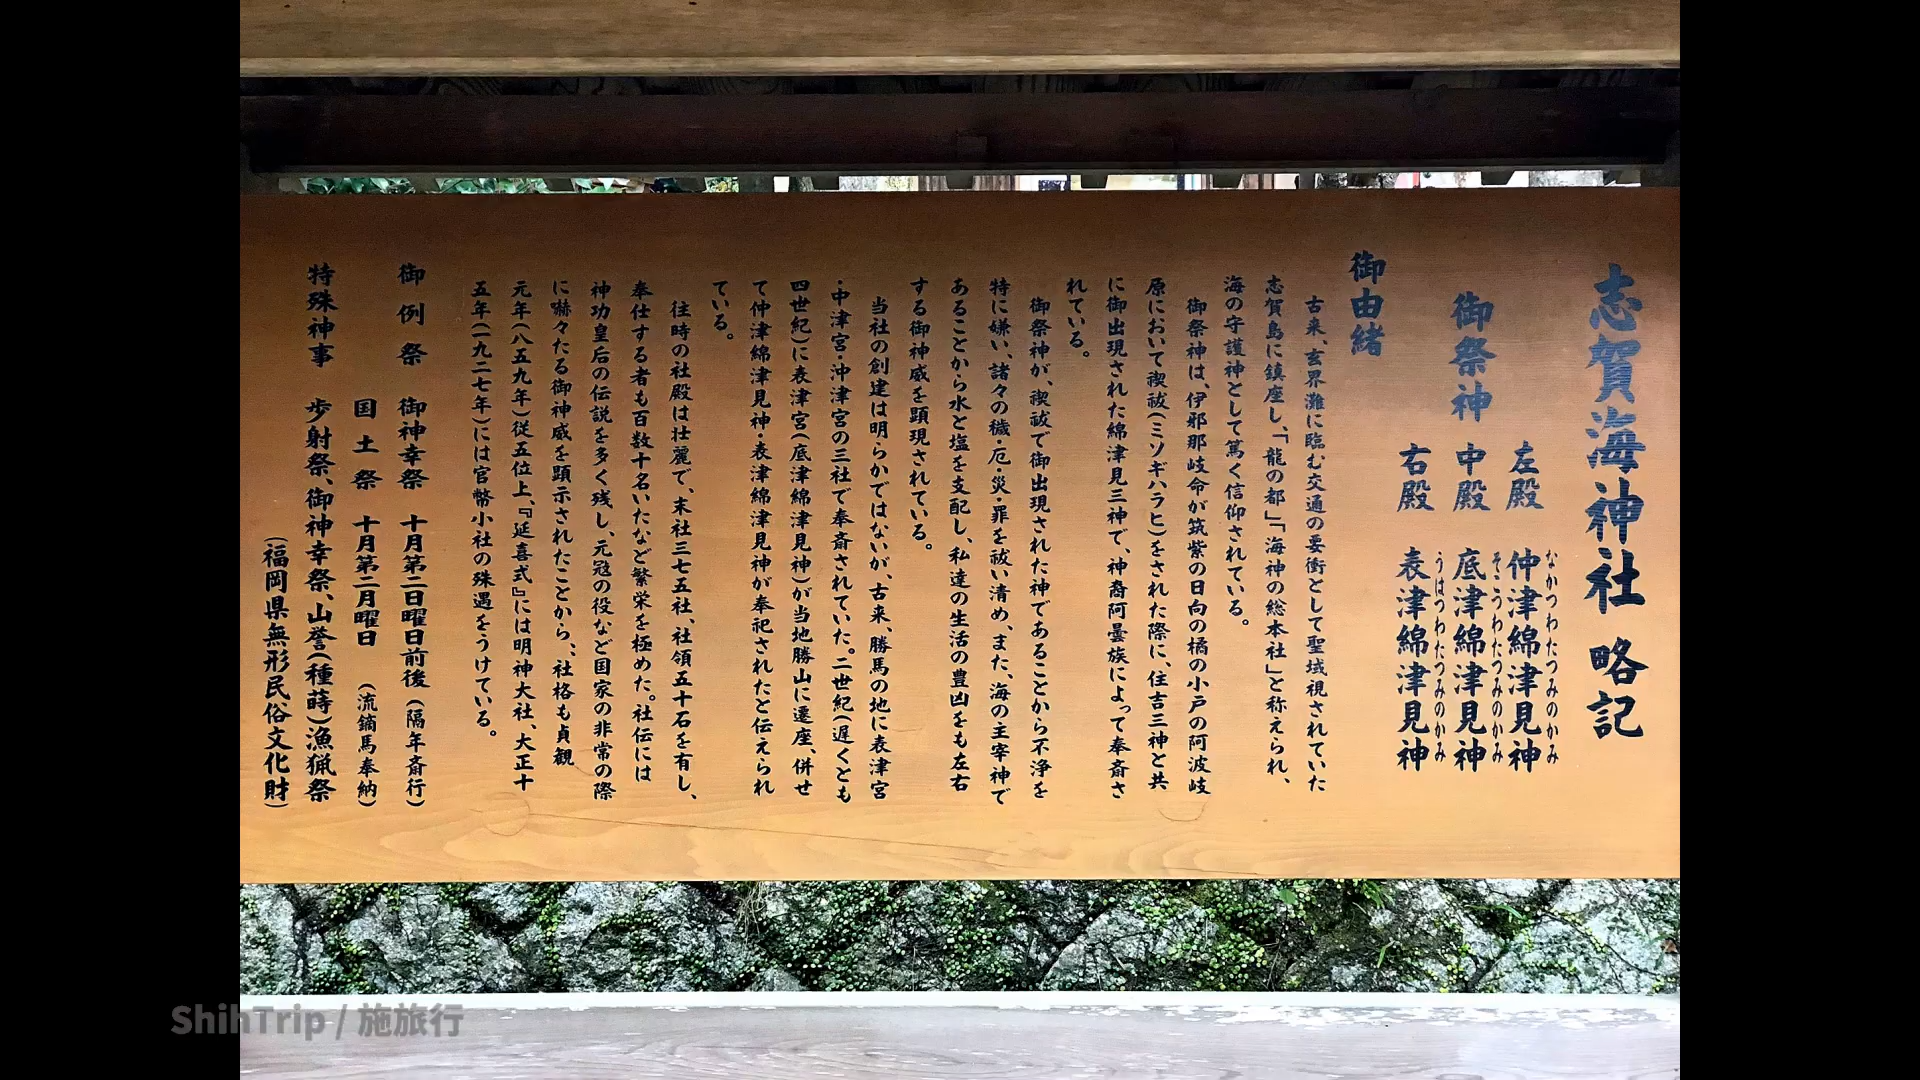 志賀海神社 略記
御祭神
左殿 仲津綿津見神
なかつわたつみのかみ
中殿 底津綿津見神
そこつわたつみのかみ
右殿 表津綿津見神
うはつわたつみのかみ
御由緒
古来、玄界灘に臨む交通の要衝として聖域視されていた
志賀島に鎮座し、「龍の都」「海神の総本社」と称えられ、
海の守護神として篤く信仰されている。
御祭神は、伊邪那岐命が筑紫の日向の橘の小戸の阿波岐
原において禊祓(ミソギハラヒ)をされた際に、住吉三神と共
に御出現された綿津見三神で、神裔阿曇族によって奉斎さ
れている。
御祭神が、禊祓で御出現された神であることから不浄を
特に嫌い、諸々の穢・厄・災・罪を祓い清め、また、海の主宰神で
あることから水と塩を支配し、私達の生活の豊凶をも左右
する御神威を顕現されている。
当社の創建は明らかではないが、古来、勝馬の地に表津宮
・中津宮・沖津宮の三社で奉斎されていた。二世紀(遅くとも
四世紀)に表津宮(底津綿津見神)が当地勝山に遷座、併せ
て仲津綿津見神・表津綿津見神が奉祀されたと伝えられ
ている。
往時の社殿は壮麗で、末社三七五社、社領五十石を有し、
奉仕する者も百数十名いたなど繁栄を極めた。社伝には
神功皇后の伝説を多く残し、元寇の役など国家の非常の際
に嚇々たる御神威を顕示されたことから、社格も貞観
元年(八五九年)従五位上、『延喜式』には明神大社、大正十
五年(一九二七年)には官幣小社の殊遇をうけている。
御例祭 御神幸祭 十月第二日曜日前後 (隔年斎行)
国土祭 十月第二月曜日 (流鏑馬奉納)
特殊神事 歩射祭、御神幸祭、山誉(種蒔)漁猟祭
(福岡県無形民俗文化財)
ShihTrip / 施旅行